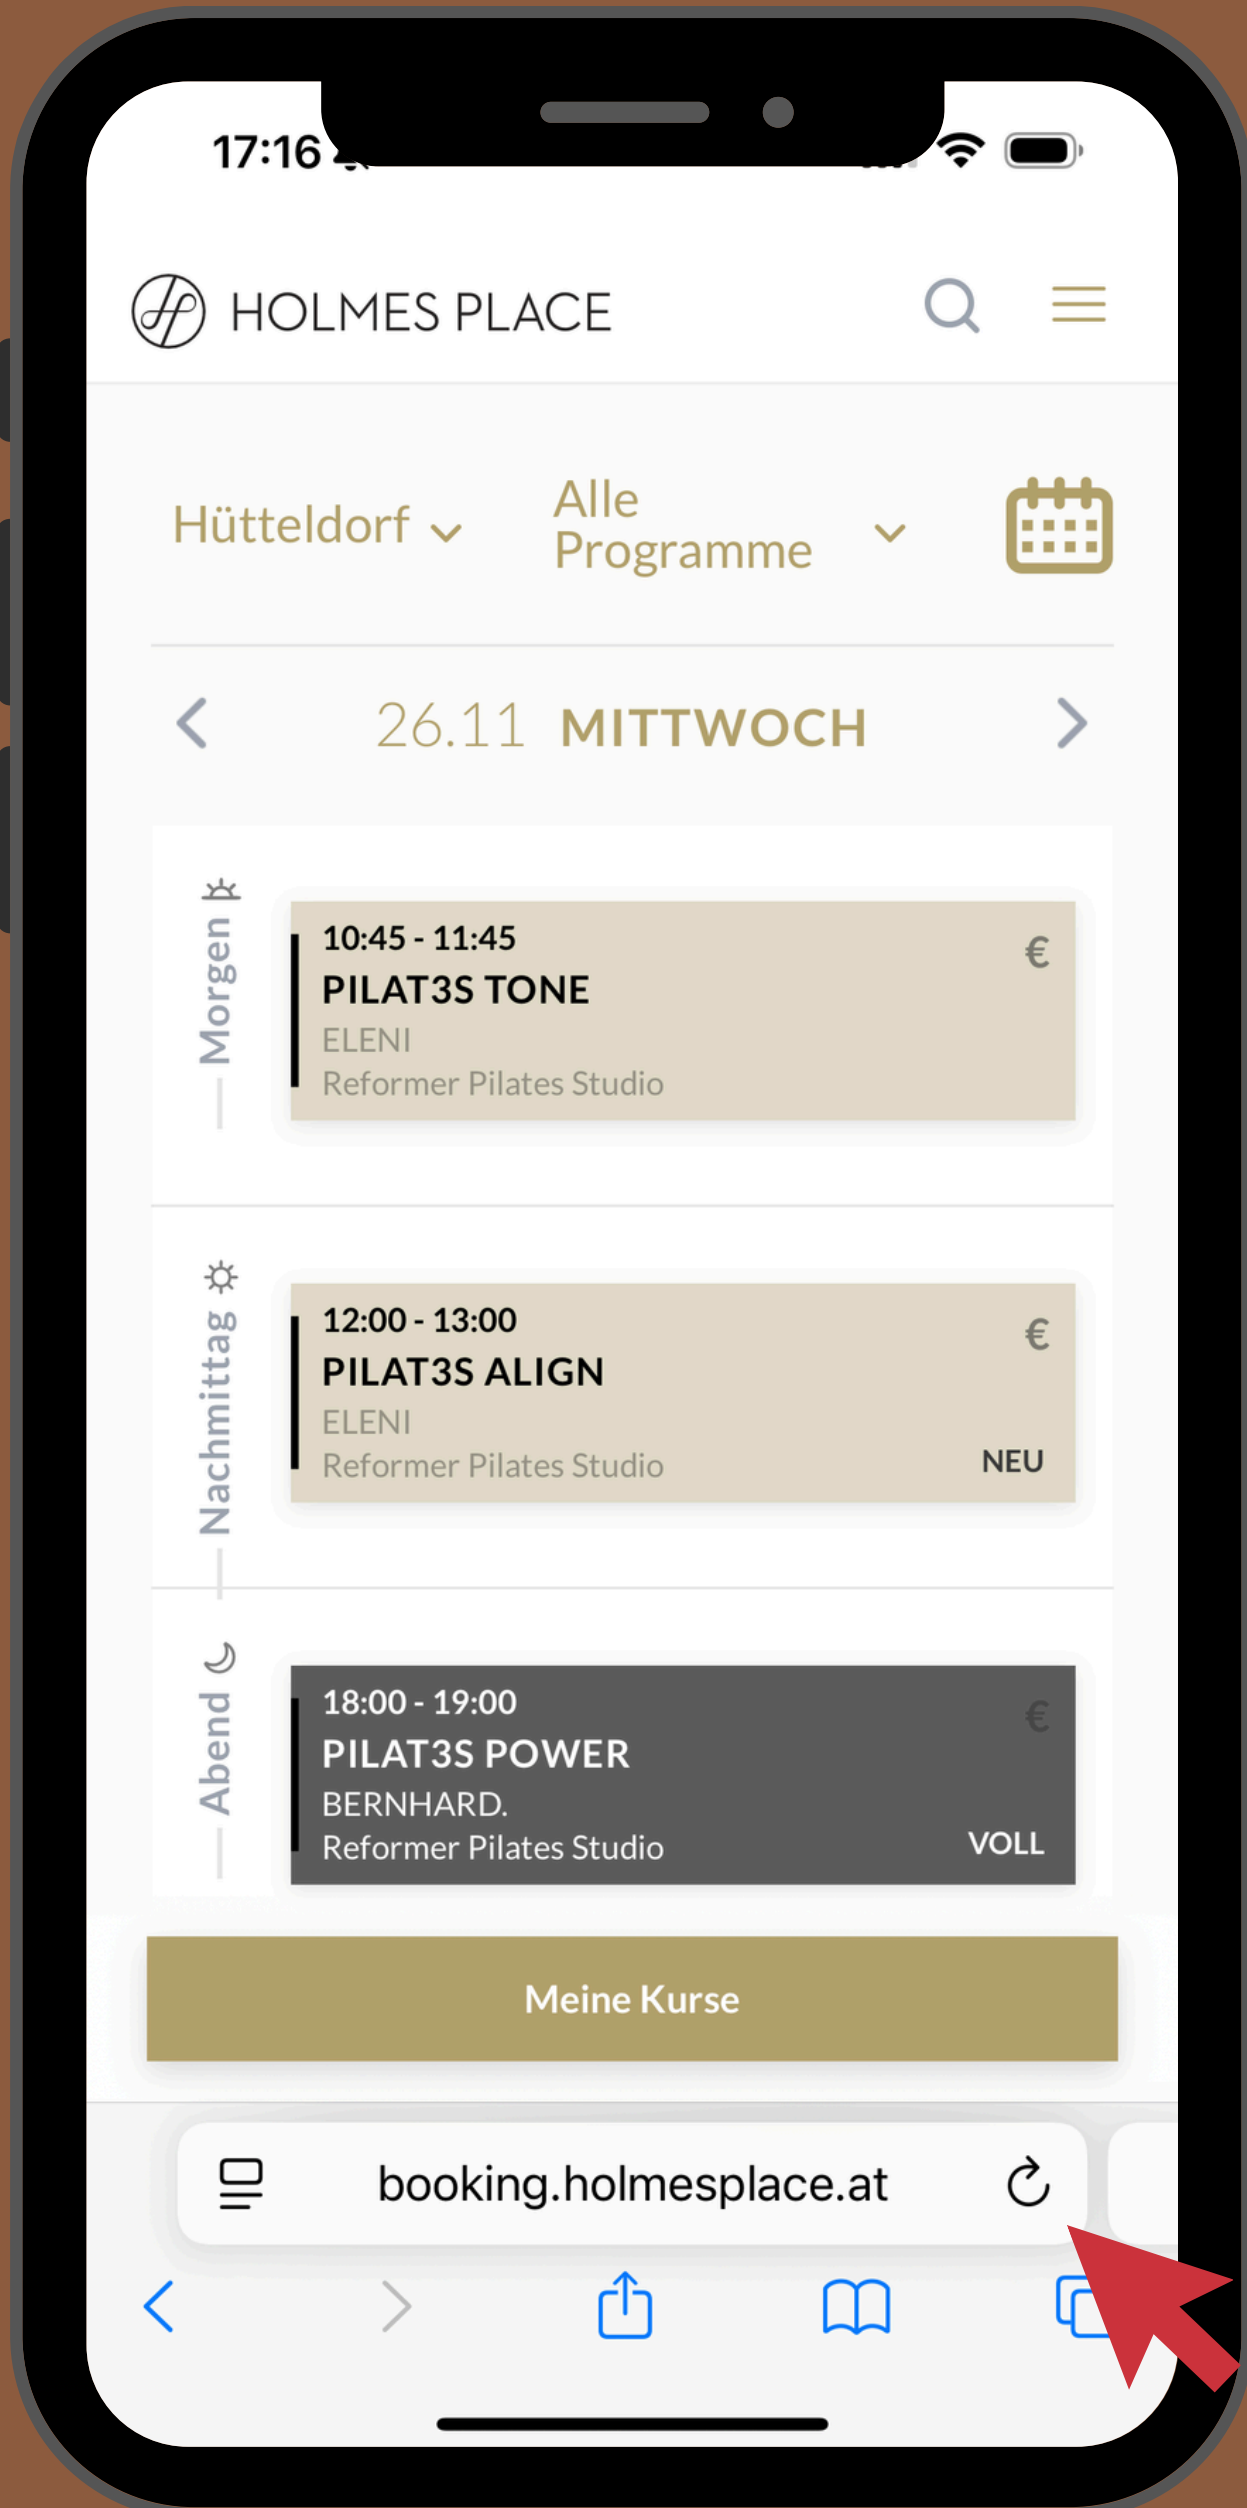 17:16
HOLMES PLACE
Hütteldorf
Alle
Programme
26.11 MITTWOCH
Morgen
10:45 - 11:45
€
PILAT3S TONE
ELENI
Reformer Pilates Studio
Nachmittag
12:00 - 13:00
€
PILAT3S ALIGN
ELENI
Reformer Pilates Studio
NEU
Abend
18:00 - 19:00
€
PILAT3S POWER
BERNHARD.
Reformer Pilates Studio
VOLL
Meine Kurse
booking.holmesplace.at